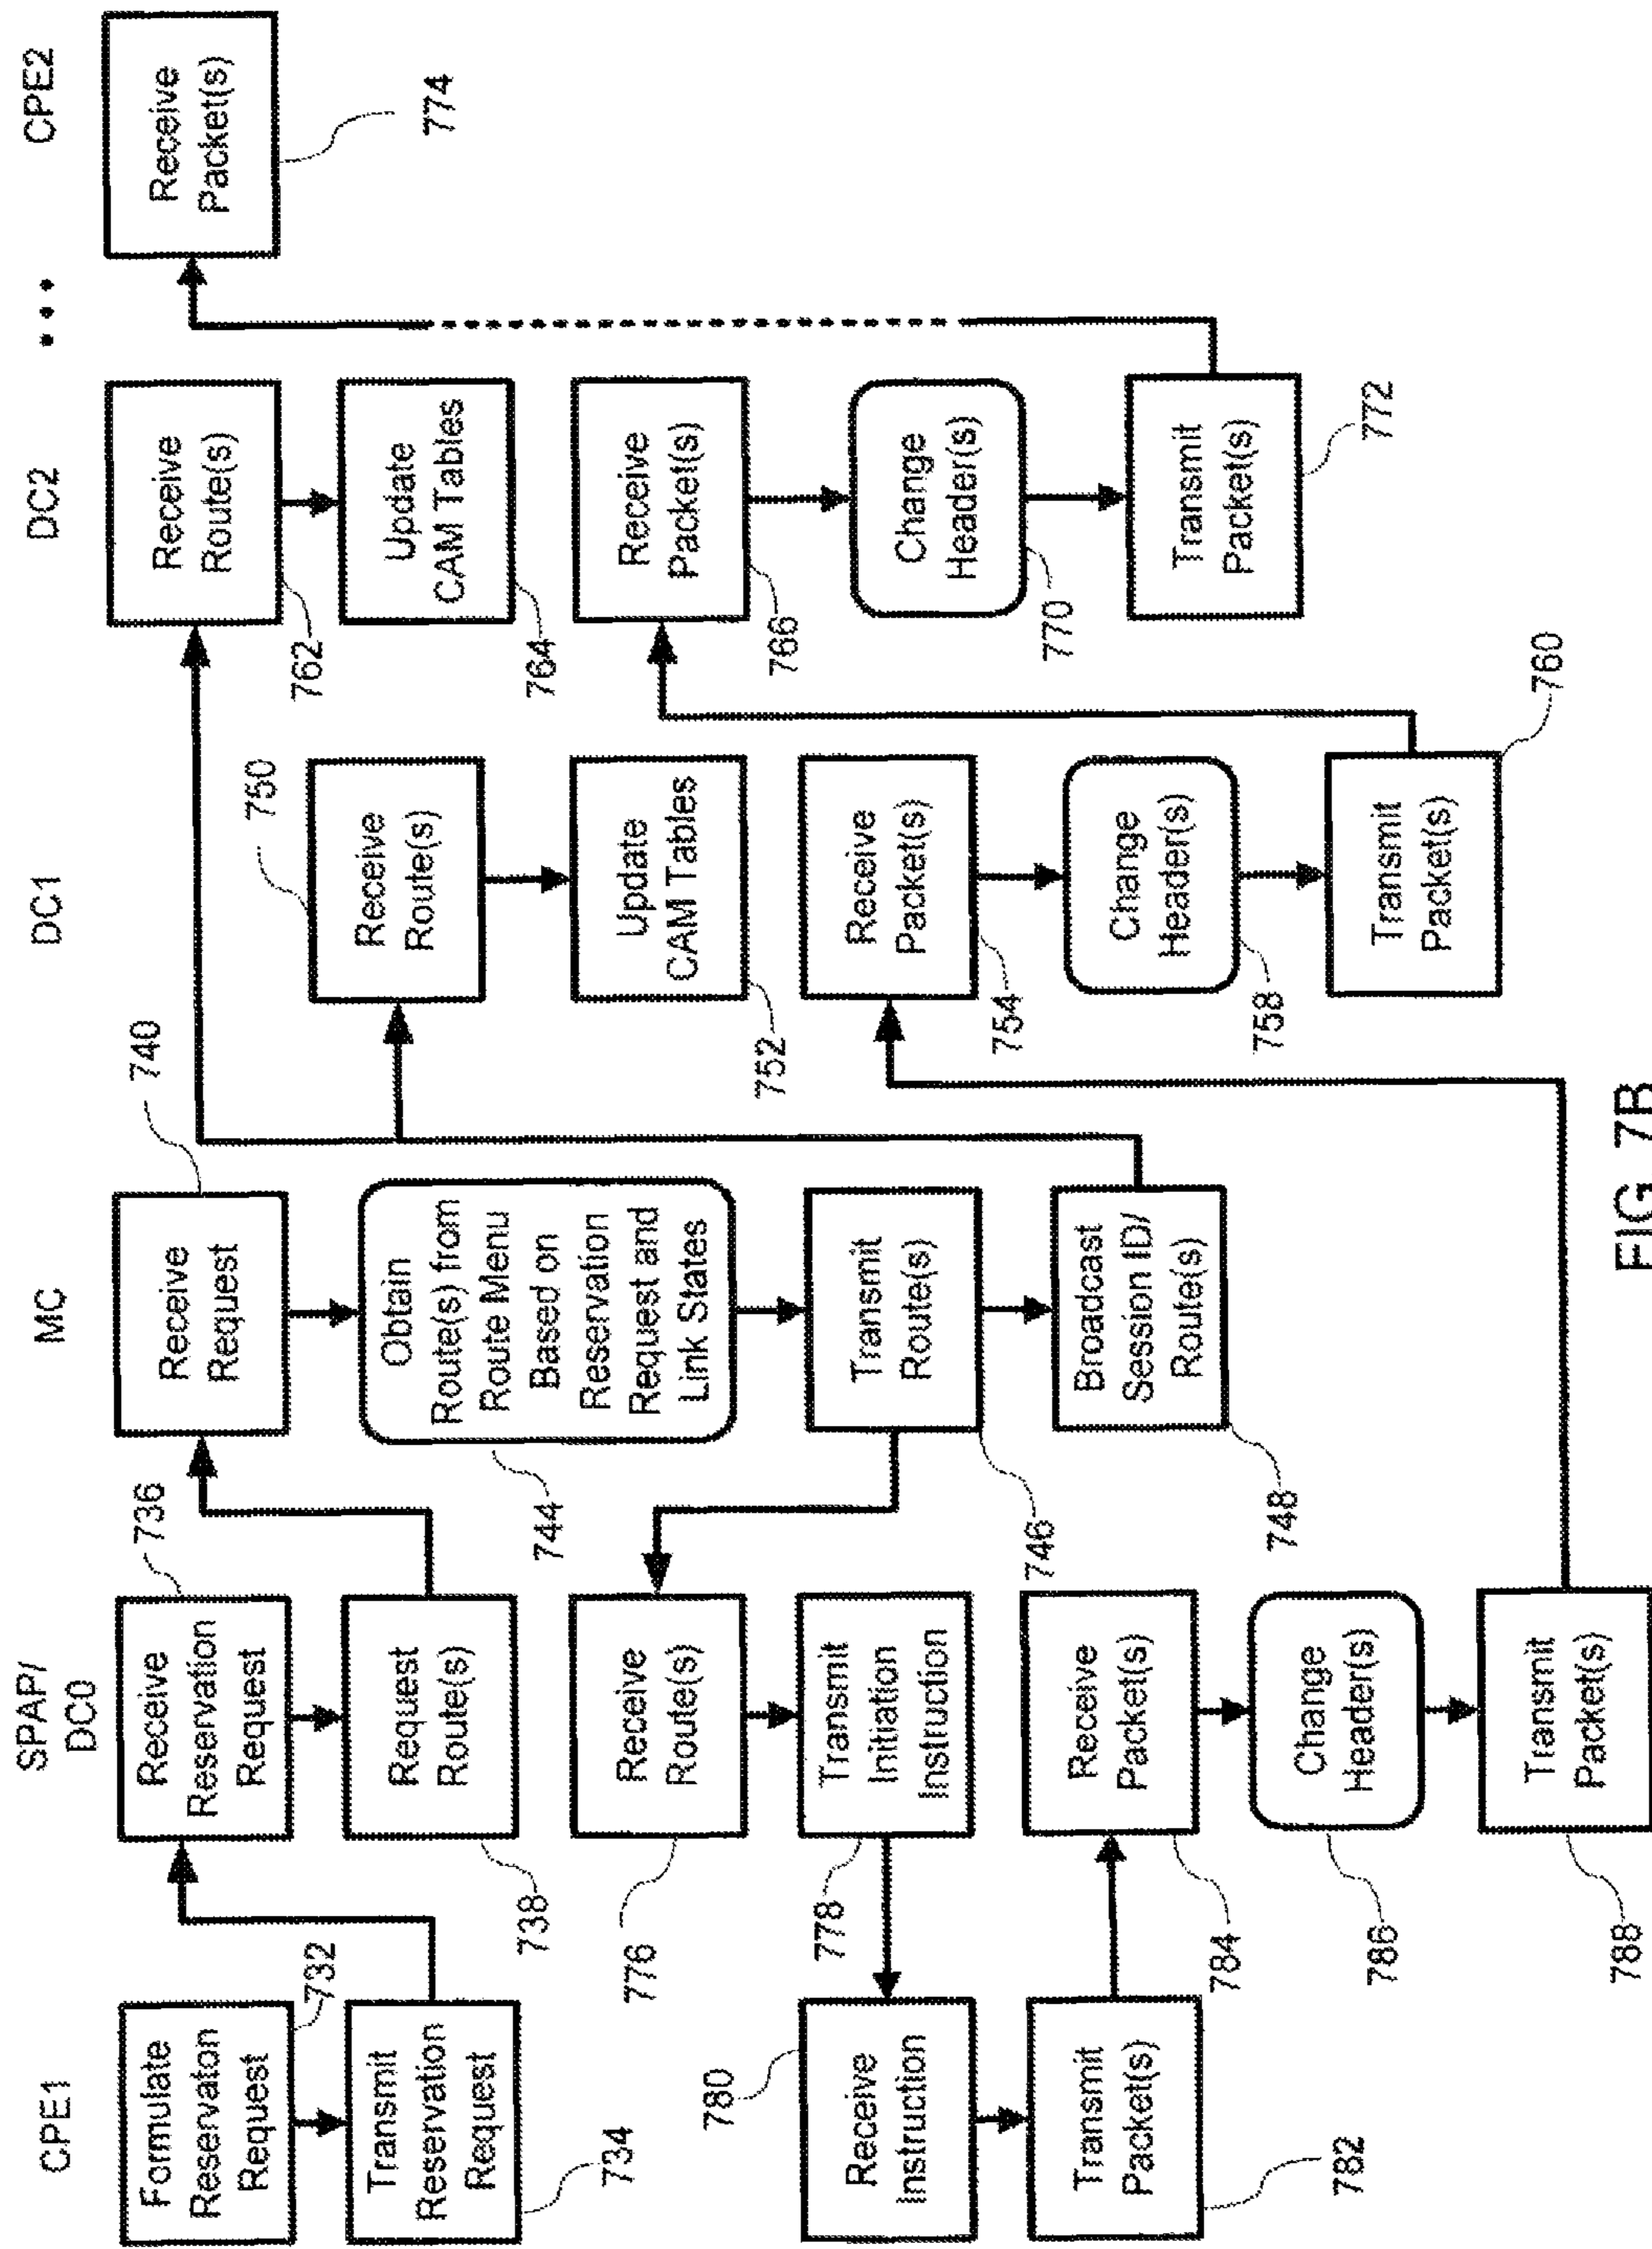 CPE1
Formulate
Reservaton
Request
732
Transmit
Reservation
Request
734
780
Receive
Instruction
Transmit
Packet(s)
782
SPAP/
DC0
Receive
Reservation
Request
736
Request
Route(s)
738
Receive
Route(s)
776
Transmit
Initiation
Instruction
778
Receive
Packet(s)
784
Change
Header(s)
786
Transmit
Packet(s)
788
MC
740
Receive
Request
Obtain
Route(s) from
Route Menu
Based on
Reservation
Request and
Link States
744
Transmit
Route(s)
746
Broadcast
Session ID/
Route(s)
748
DC1
750
Receive
Route(s)
Update
CAM Tables
752
Receive
Packet(s)
754
Change
Header(s)
758
Transmit
Packet(s)
760
DC2
Receive
Route(s)
762
Update
CAM Tables
764
Receive
Packet(s)
766
Change
Header(s)
770
Transmit
Packet(s)
772
•••
CPE2
Receive
Packet(s)
774
FIG. 7B